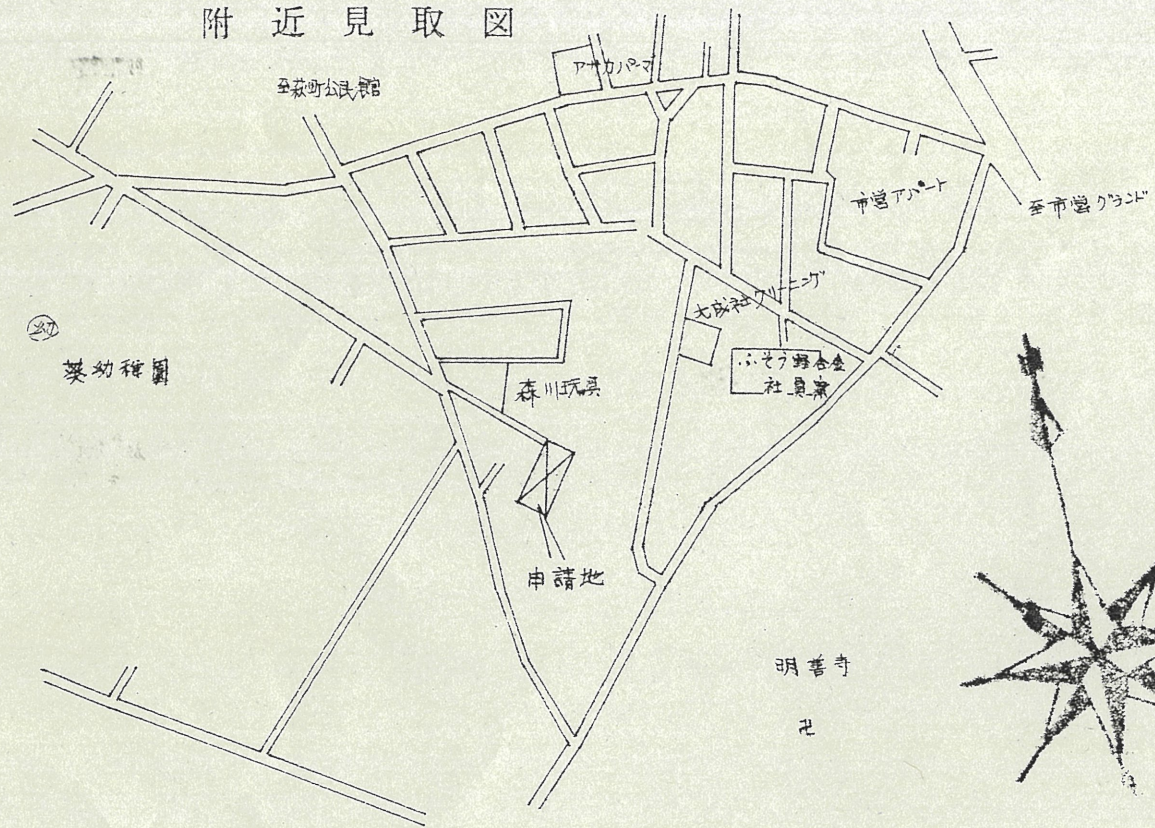 附近見取図
アサカパーマ
至萩町公民館
市営アパート
至市営グランド
大成社クリーニング
幼
葵幼稚園
ふそう軽合金
社員寮
森川玩具
申請地
明善寺
卍